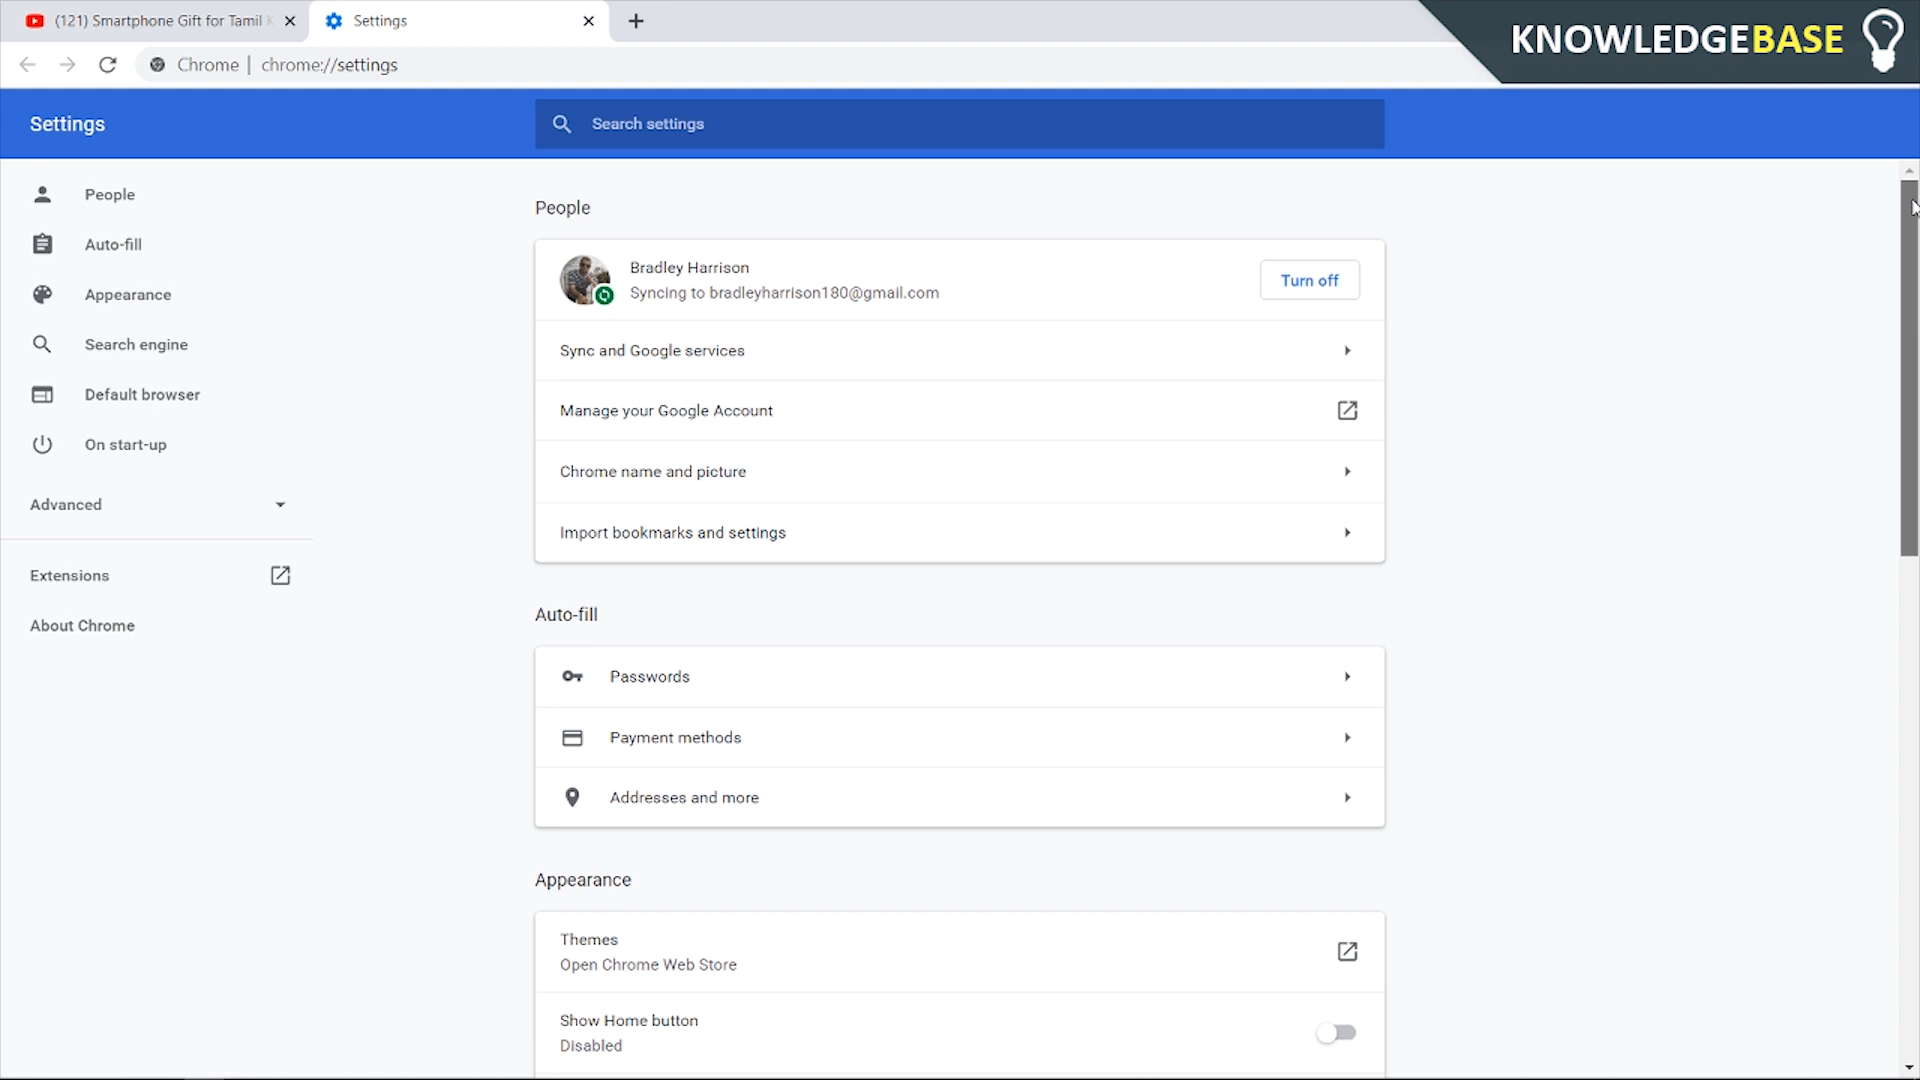 (121) Smartphone Gift for Tamil
Settings
KNOWLEDGEBASE
Chrome | chrome://settings
Settings
Search settings
People
Auto-fill
Appearance
Search engine
Default browser
On start-up
Advanced
Extensions
About Chrome
People
Bradley Harrison
Syncing to bradleyharrison180@gmail.com
Turn off
Sync and Google services
Manage your Google Account
Chrome name and picture
Import bookmarks and settings
Auto-fill
Passwords
Payment methods
Addresses and more
Appearance
Themes
Open Chrome Web Store
Show Home button
Disabled